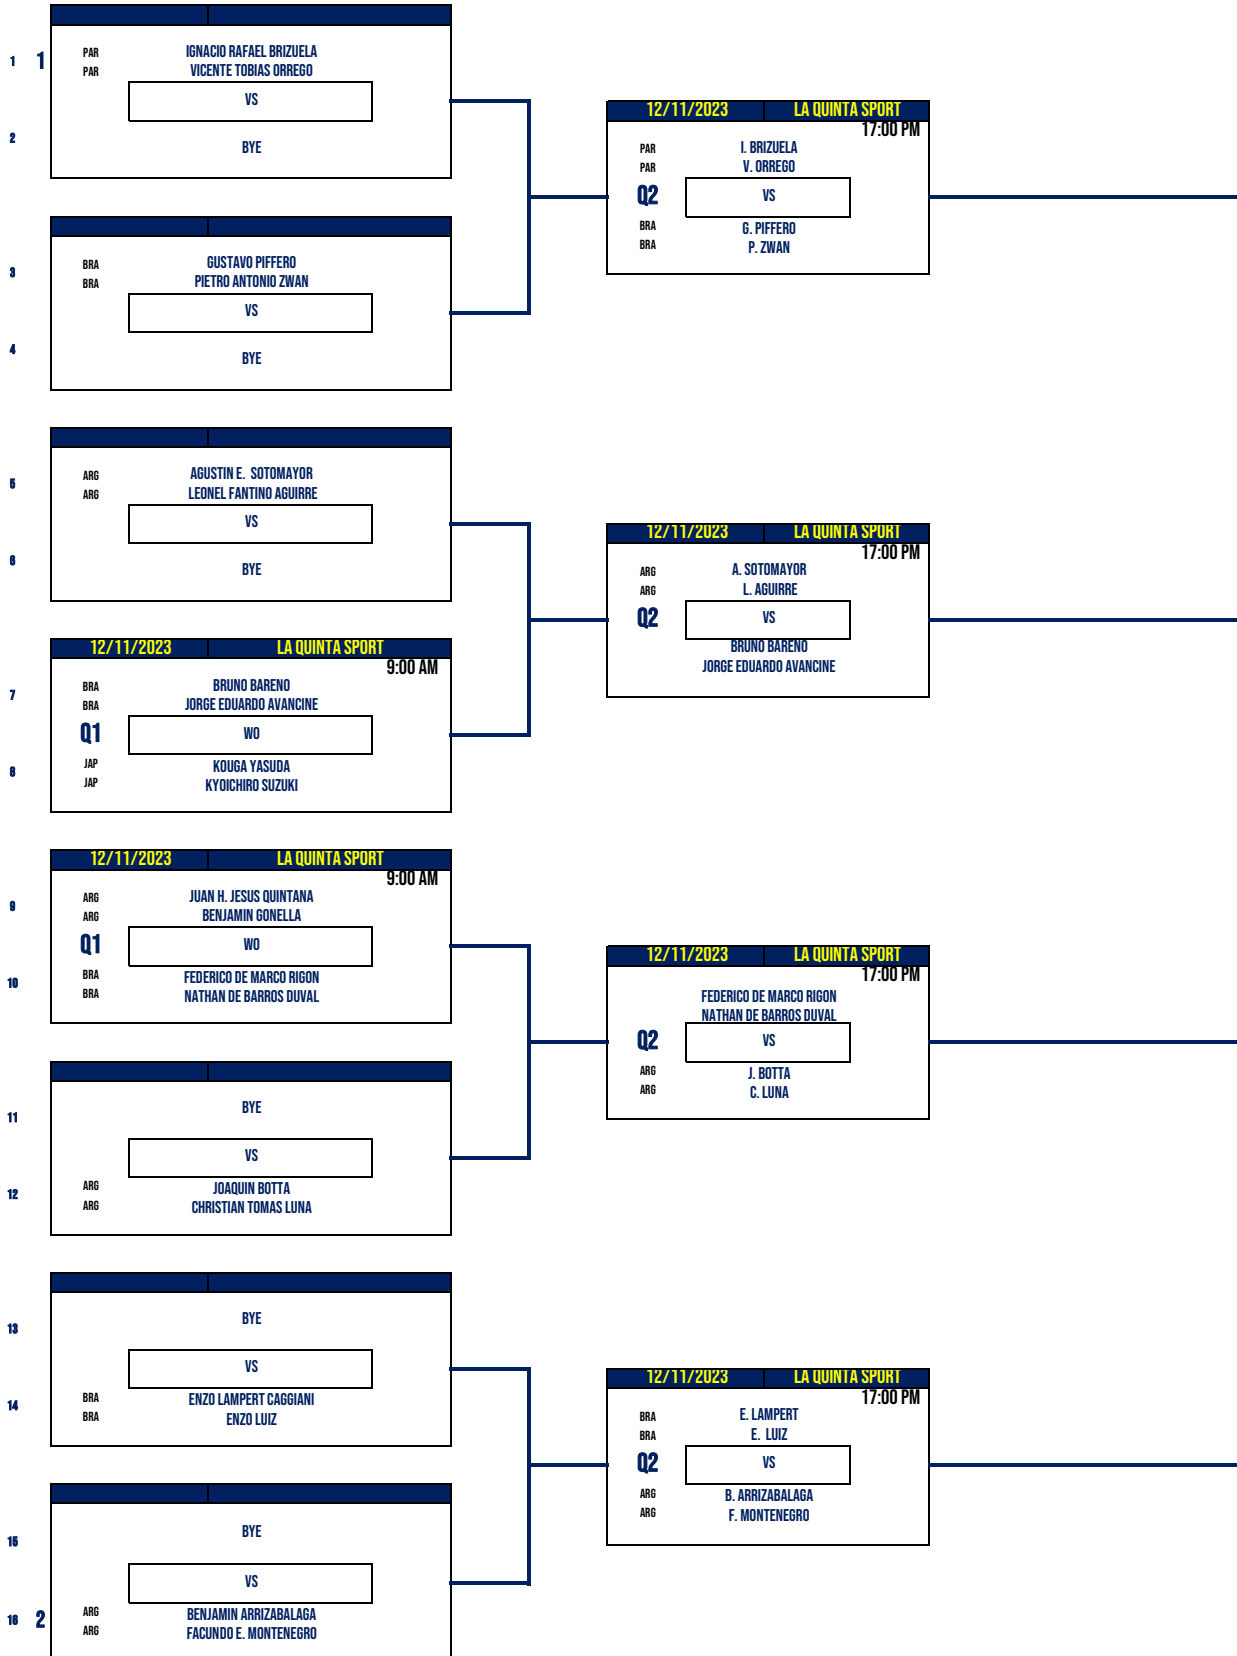 1 1 PAR IGNACIO RAFAEL BRIZUELA
PAR VICENTE TOBIAS ORREGO
VS
2 BYE
3 BRA GUSTAVO PIFFERO
BRA PIETRO ANTONIO ZWAN
VS
4 BYE
5 ARG AGUSTIN E. SOTOMAYOR
ARG LEONEL FANTINO AGUIRRE
VS
6 BYE
12/11/2023 LA QUINTA SPORT
9:00 AM
7 BRA BRUNO BARENO
BRA JORGE EDUARDO AVANCINE
Q1 WO
8 JAP KOUGA YASUDA
JAP KYOICHIRO SUZUKI
12/11/2023 LA QUINTA SPORT
9:00 AM
9 ARG JUAN H. JESUS QUINTANA
ARG BENJAMIN GONELLA
Q1 WO
10 BRA FEDERICO DE MARCO RIGON
BRA NATHAN DE BARROS DUVAL
11 BYE
VS
12 ARG JOAQUIN BOTTA
ARG CHRISTIAN TOMAS LUNA
13 BYE
VS
14 BRA ENZO LAMPERT CAGGIANI
BRA ENZO LUIZ
15 BYE
VS
16 2 ARG BENJAMIN ARRIZABALAGA
ARG FACUNDO E. MONTENEGRO
12/11/2023 LA QUINTA SPORT
17:00 PM
PAR I. BRIZUELA
PAR V. ORREGO
Q2 VS
BRA G. PIFFERO
BRA P. ZWAN
12/11/2023 LA QUINTA SPORT
17:00 PM
ARG A. SOTOMAYOR
ARG L. AGUIRRE
Q2 VS
BRUNO BARENO
JORGE EDUARDO AVANCINE
12/11/2023 LA QUINTA SPORT
17:00 PM
FEDERICO DE MARCO RIGON
NATHAN DE BARROS DUVAL
Q2 VS
ARG J. BOTTA
ARG C. LUNA
12/11/2023 LA QUINTA SPORT
17:00 PM
BRA E. LAMPERT
BRA E. LUIZ
Q2 VS
ARG B. ARRIZABALAGA
ARG F. MONTENEGRO